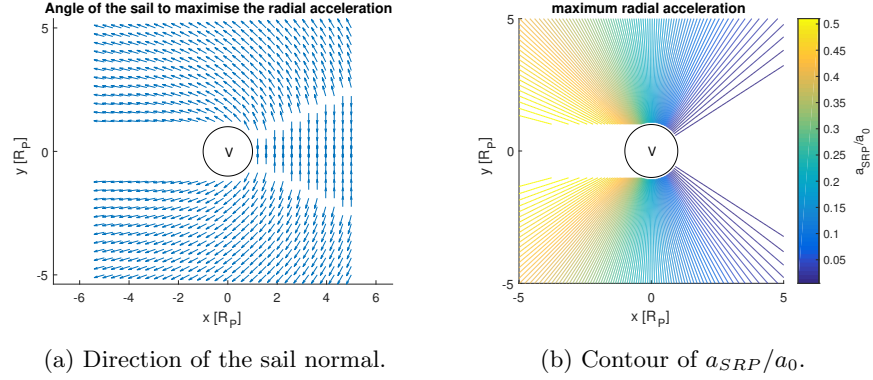 Angle of the sail to maximise the radial acceleration
5
0
-5
y [R_P]
V
-6
-4
-2
0
2
4
6
x [R_P]
(a) Direction of the sail normal.
maximum radial acceleration
5
0
-5
y [R_P]
V
-5
0
5
x [R_P]
0.5
0.45
0.4
0.35
0.3
0.25
0.2
0.15
0.1
0.05
a_SRP/a_0
(b) Contour of a_{SRP}/a_0.